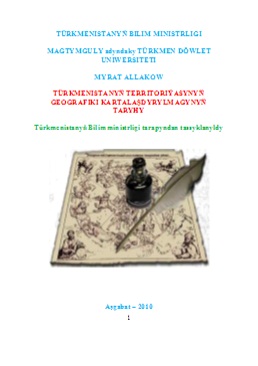 TÜRKMENISTANYŇ BILIM MINISTRLIGI
MAGTYMGULY adyndaky TÜRKMEN DÖWLET
UNIWERSITETI
MYRAT ALLAKOW
TÜRKMENISTANYŇ TERRITORIÝASYNYŇ
GEOGRAFIKI KARTALAŞDYRYLMAGYNYŇ
TARYHY
Türkmenistanyň Bilim ministrligi tarapyndan tassyklanyldy
Aşgabat – 2010
1